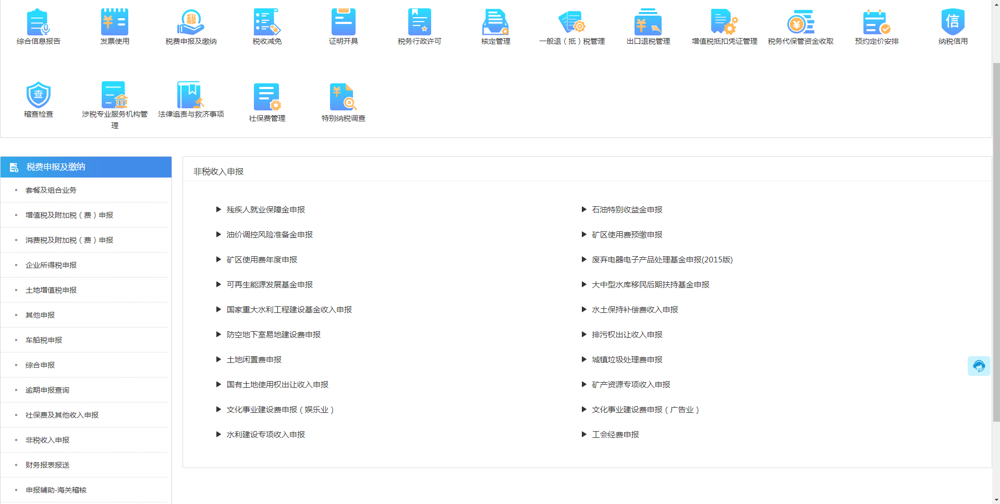 综合信息报告
发票使用
税费申报及缴纳
税收减免
证明开具
税务行政许可
核定管理
一般退（抵）税管理
出口退税管理
增值税抵扣凭证管理
税务代保管资金收取
预约定价安排
信
纳税信用
查
稽查检查
涉税专业服务机构管
理
法律追责与救济事项
社保费管理
特别纳税调查
税费申报及缴纳
套餐及组合业务
增值税及附加税（费）申报
消费税及附加税（费）申报
企业所得税申报
土地增值税申报
其他申报
车船税申报
综合申报
逾期申报查询
社保费及其他收入申报
非税收入申报
财务报表报送
申报辅助-海关稽核
非税收入申报
残疾人就业保障金申报
石油特别收益金申报
油价调控风险准备金申报
矿区使用费预缴申报
矿区使用费年度申报
废弃电器电子产品处理基金申报(2015版)
可再生能源发展基金申报
大中型水库移民后期扶持基金申报
国家重大水利工程建设基金收入申报
水土保持补偿费收入申报
防空地下室易地建设费申报
排污权出让收入申报
土地闲置费申报
城镇垃圾处理费申报
国有土地使用权出让收入申报
矿产资源专项收入申报
文化事业建设费申报（娱乐业）
文化事业建设费申报（广告业）
水利建设专项收入申报
工会经费申报